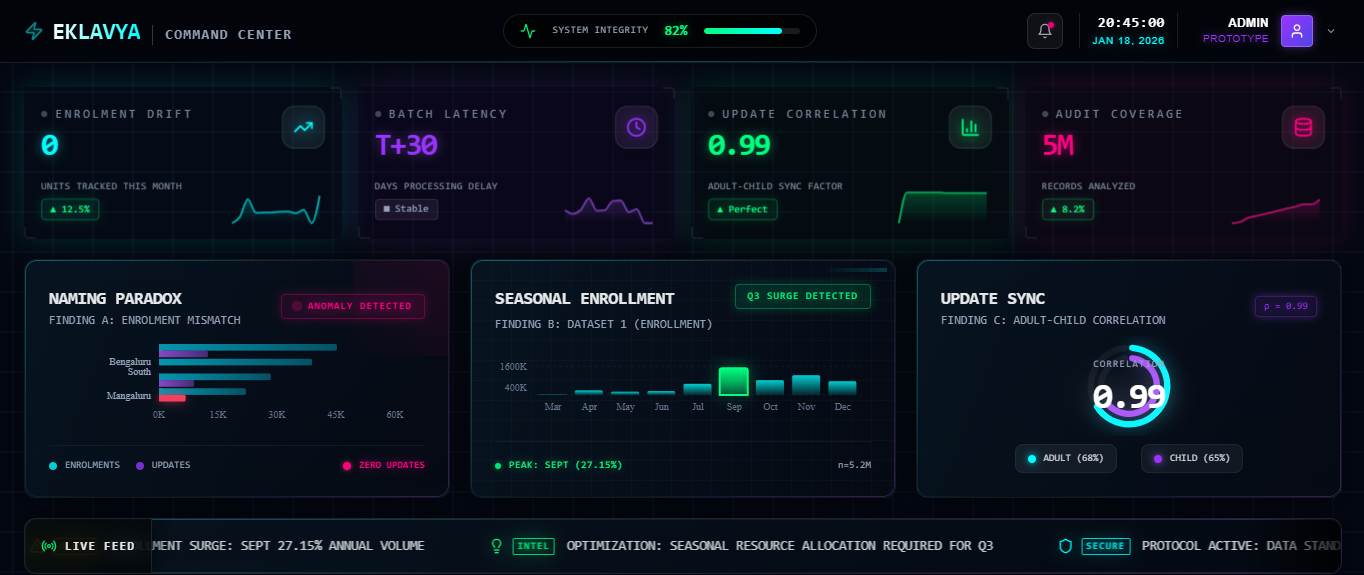 EKLAVYA COMMAND CENTER
SYSTEM INTEGRITY 82%
20:45:00
JAN 18, 2026
ADMIN
PROTOTYPE
ENROLMENT DRIFT
0
UNITS TRACKED THIS MONTH
▲ 12.5%
BATCH LATENCY
T+30
DAYS PROCESSING DELAY
■ Stable
UPDATE CORRELATION
0.99
ADULT-CHILD SYNC FACTOR
▲ Perfect
AUDIT COVERAGE
5M
RECORDS ANALYZED
▲ 8.2%
NAMING PARADOX
FINDING A: ENROLMENT MISMATCH
ANOMALY DETECTED
Bengaluru
South
Mangaluru
0K 15K 30K 45K 60K
ENROLMENTS UPDATES ZERO UPDATES
SEASONAL ENROLLMENT
FINDING B: DATASET 1 (ENROLLMENT)
Q3 SURGE DETECTED
1600K
400K
Mar Apr May Jun Jul Sep Oct Nov Dec
PEAK: SEPT (27.15%) n=5.2M
UPDATE SYNC
FINDING C: ADULT-CHILD CORRELATION
ρ = 0.99
CORRELATION
0.99
ADULT (68%) CHILD (65%)
LIVE FEED LMENT SURGE: SEPT 27.15% ANNUAL VOLUME INTEL OPTIMIZATION: SEASONAL RESOURCE ALLOCATION REQUIRED FOR Q3 SECURE PROTOCOL ACTIVE: DATA STAND